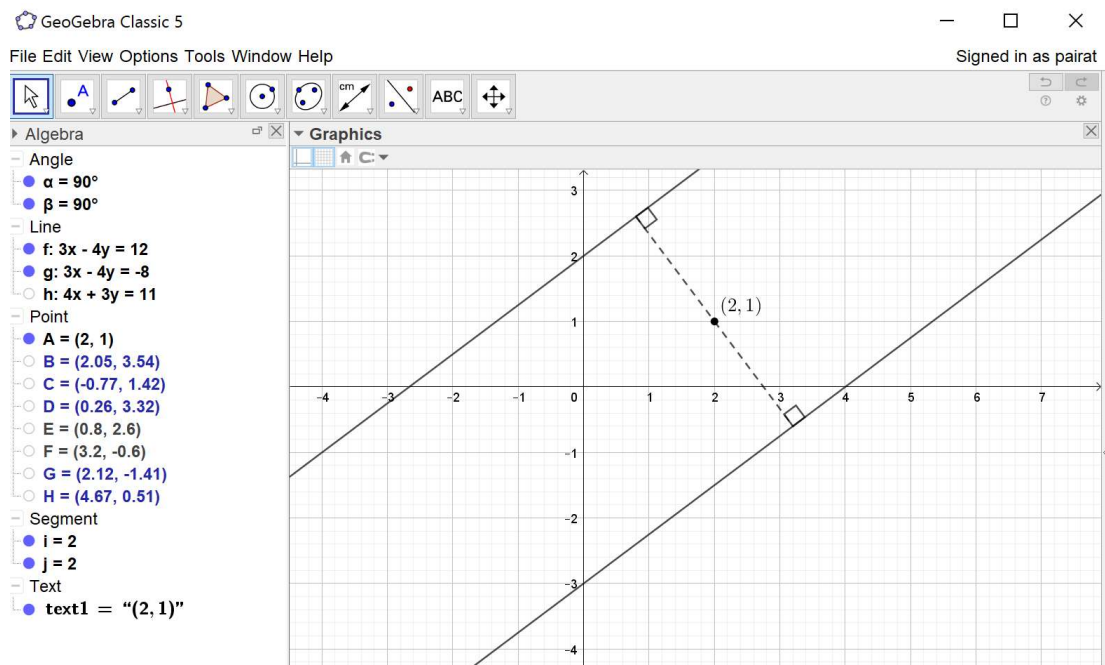 GeoGebra Classic 5
File Edit View Options Tools Window Help
Signed in as pairat
A
cm
ABC
Algebra
Graphics
Angle
α = 90°
β = 90°
Line
f: 3x - 4y = 12
g: 3x - 4y = -8
h: 4x + 3y = 11
Point
A = (2, 1)
B = (2.05, 3.54)
C = (-0.77, 1.42)
D = (0.26, 3.32)
E = (0.8, 2.6)
F = (3.2, -0.6)
G = (2.12, -1.41)
H = (4.67, 0.51)
Segment
i = 2
j = 2
Text
text1 = “(2, 1)”
3
2
(2, 1)
1
–4 –3 –2 –1 0 1 2 3 4 5 6 7
–1
–2
–3
–4